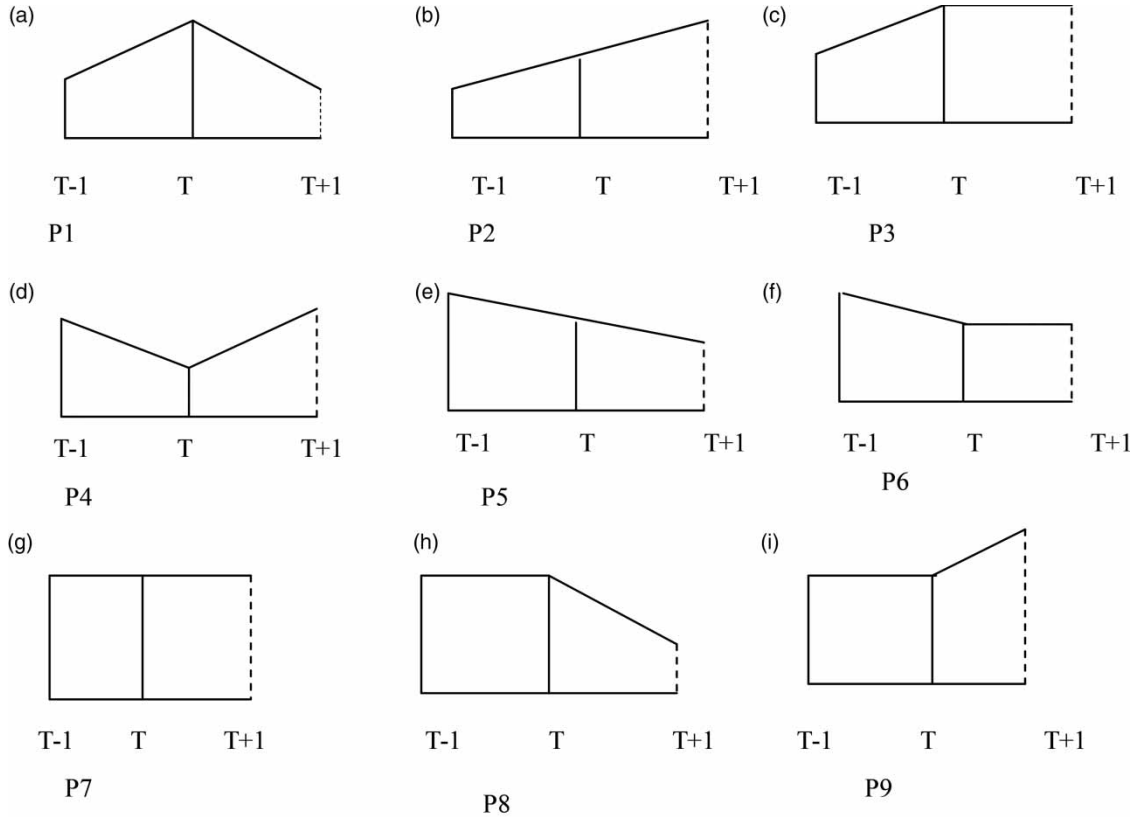 (a)
(b)
(c)
T-1 T T+1
T-1 T T+1
T-1 T T+1
P1
P2
P3
(d)
(e)
(f)
T-1 T T+1
T-1 T T+1
T-1 T T+1
P4
P5
P6
(g)
(h)
(i)
T-1 T T+1
T-1 T T+1
T-1 T T+1
P7
P8
P9